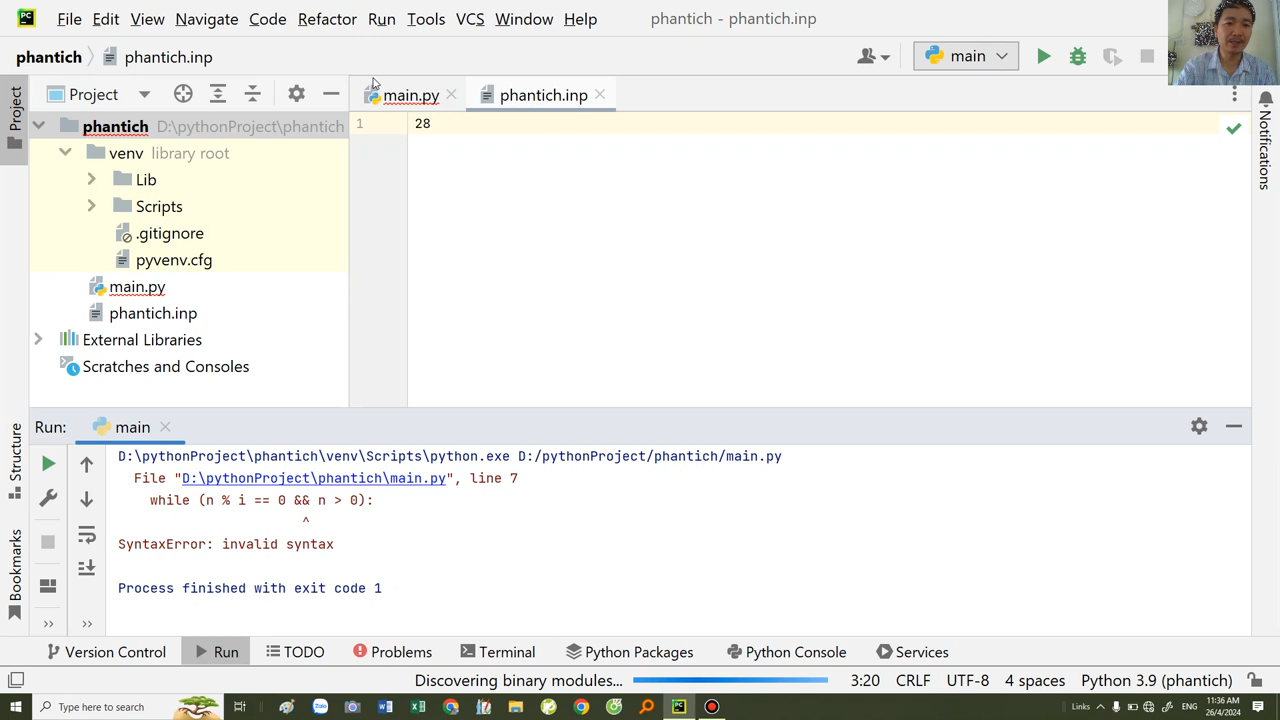 PC File Edit View Navigate Code Refactor Run Tools VCS Window Help phantich - phantich.inp
phantich phantich.inp main
Project main.py phantich.inp
1 28
phantich D:\pythonProject\phantich
venv library root
Lib
Scripts
.gitignore
pyvenv.cfg
main.py
phantich.inp
External Libraries
Scratches and Consoles
Project
Structure
Bookmarks
Notifications
Run: main
D:\pythonProject\phantich\venv\Scripts\python.exe D:/pythonProject/phantich/main.py
File "D:\pythonProject\phantich\main.py", line 7
while (n % i == 0 && n > 0):
^
SyntaxError: invalid syntax
Process finished with exit code 1
Version Control Run TODO Problems Terminal Python Packages Python Console Services
Discovering binary modules... 3:20 CRLF UTF-8 4 spaces Python 3.9 (phantich)
Type here to search Links ENG 11:36 AM
26/4/2024